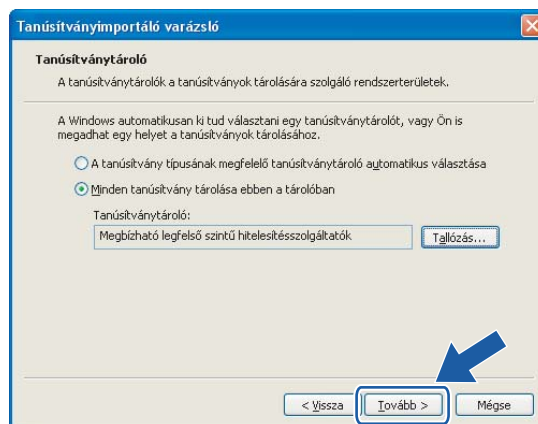 Tanúsítványimportáló varázsló
Tanúsítványtároló
A tanúsítványtárolók a tanúsítványok tárolására szolgáló rendszerterületek.
A Windows automatikusan ki tud választani egy tanúsítványtárolót, vagy Ön is
megadhat egy helyet a tanúsítványok tárolásához.
A tanúsítvány típusának megfelelő tanúsítványtároló automatikus választása
Minden tanúsítvány tárolása ebben a tárolóban
Tanúsítványtároló:
Megbízható legfelső szintű hitelesítésszolgáltatók
Tallózás...
< Vissza
Tovább >
Mégse